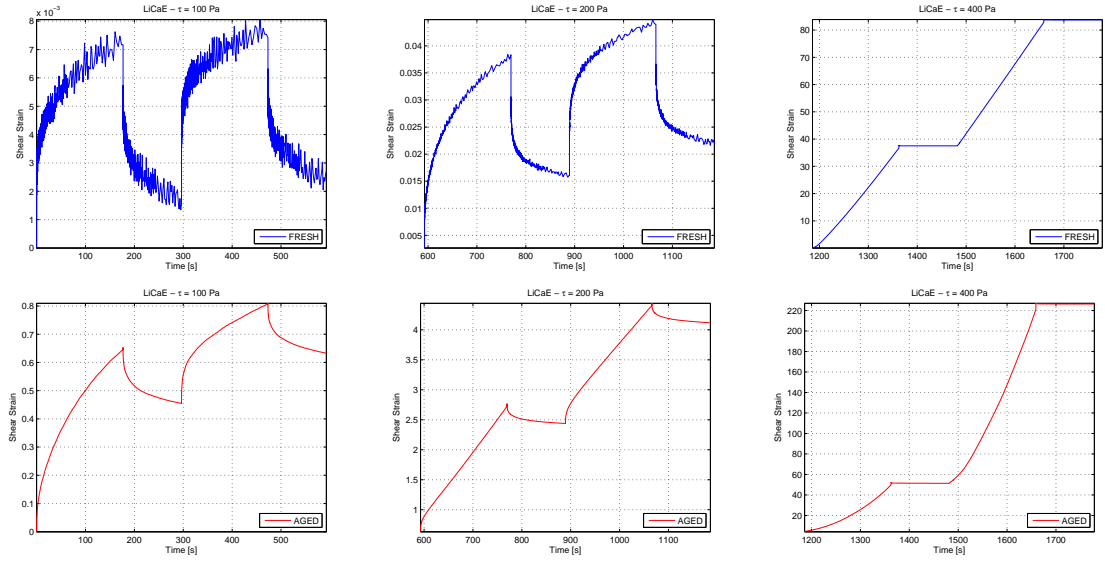 LiCaE – τ = 100 Pa
x 10⁻³
8
7
6
5
4
3
2
1
0
Shear Strain
100 200 300 400 500
Time [s]
FRESH
LiCaE – τ = 200 Pa
0.04
0.035
0.03
0.025
0.02
0.015
0.01
0.005
Shear Strain
600 700 800 900 1000 1100
Time [s]
FRESH
LiCaE – τ = 400 Pa
80
70
60
50
40
30
20
10
Shear Strain
1200 1300 1400 1500 1600 1700
Time [s]
FRESH
LiCaE – τ = 100 Pa
0.8
0.7
0.6
0.5
0.4
0.3
0.2
0.1
0
Shear Strain
100 200 300 400 500
Time [s]
AGED
LiCaE – τ = 200 Pa
4
3.5
3
2.5
2
1.5
1
Shear Strain
600 700 800 900 1000 1100
Time [s]
AGED
LiCaE – τ = 400 Pa
220
200
180
160
140
120
100
80
60
40
20
Shear Strain
1200 1300 1400 1500 1600 1700
Time [s]
AGED